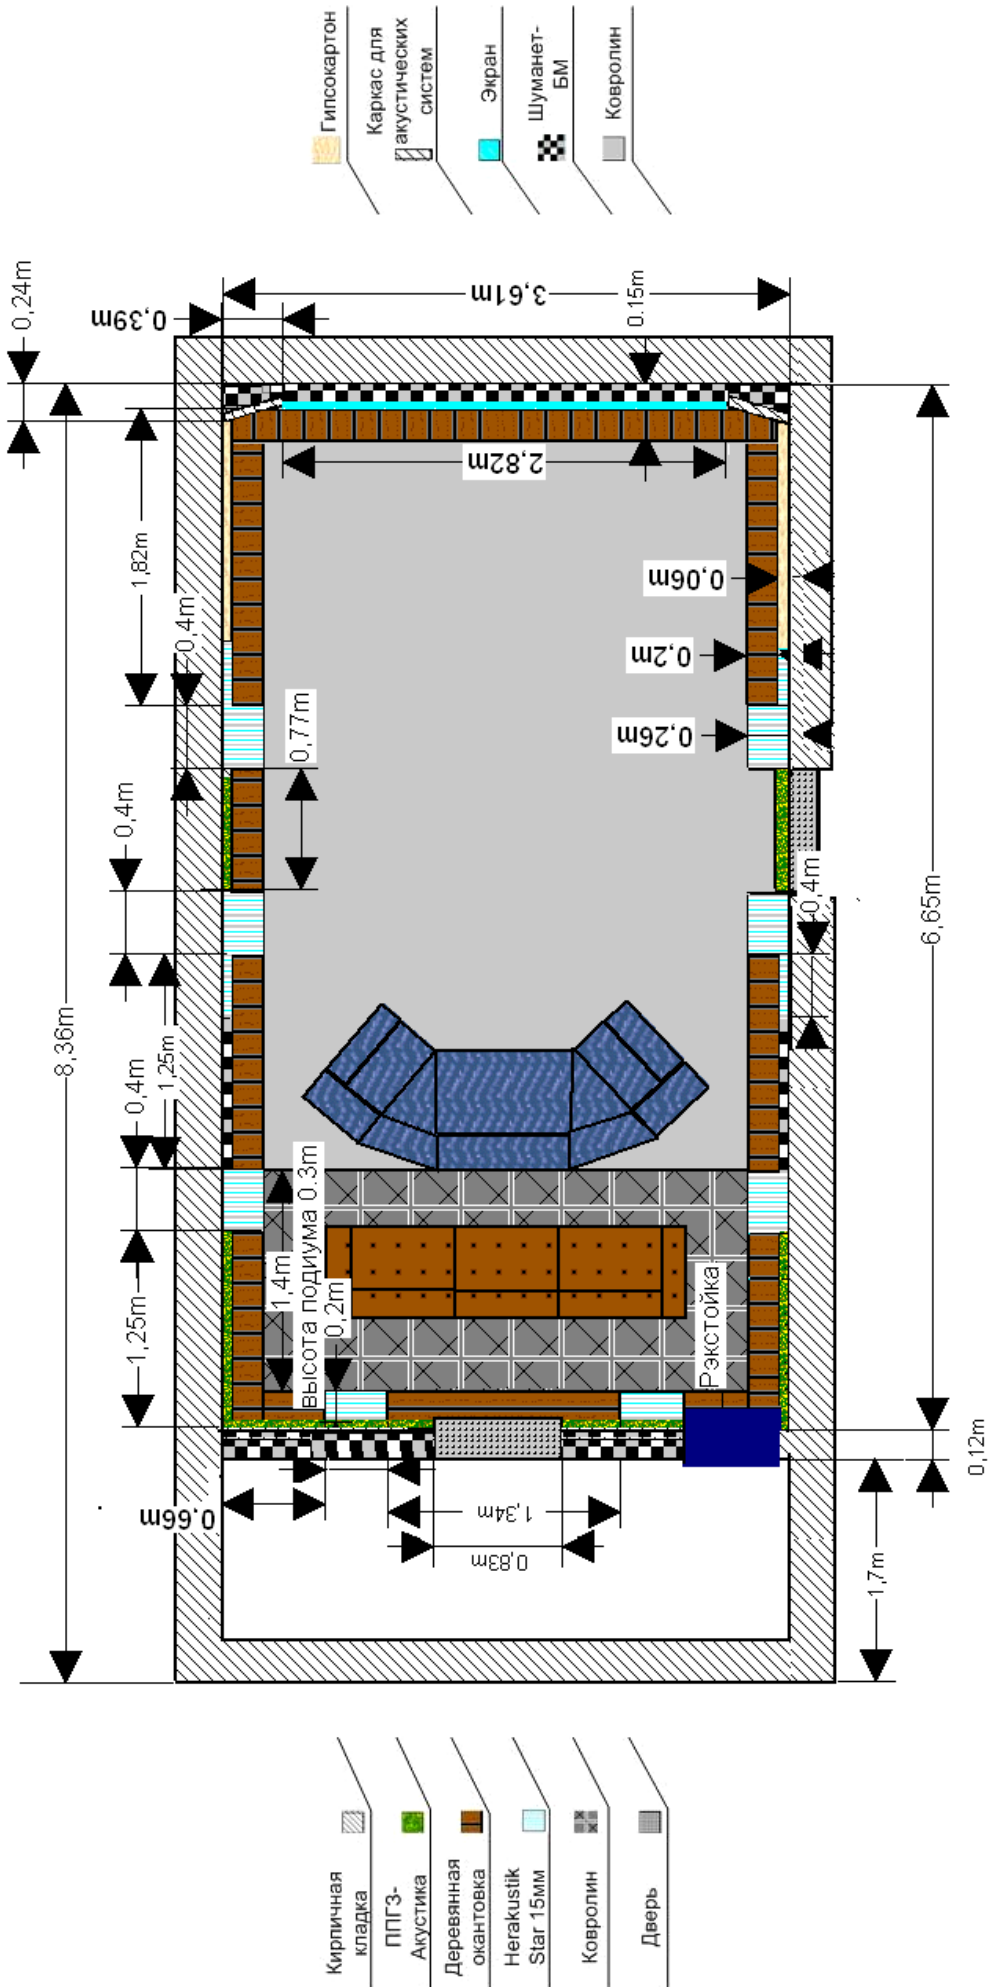 Гипсокартон
Каркас для
акустических
систем
Экран
Шуманет-
БМ
Ковролин
0,24m
0,39m
3,61m
0.15m
8,36m
1,82m
2,82m
0,4m
0,06m
0,2m
0,77m
0,26m
0,4m
0,4m
6,65m
1,25m
0,4m
высота подиума 0.3m
1,4m
0,2m
Рэкстойка
1,25m
0,12m
0,66m
1,34m
0,83m
1,7m
Кирпичная
кладка
ППГЗ-
Акустика
Деревянная
окантовка
Herakustik
Star 15мм
Ковролин
Дверь